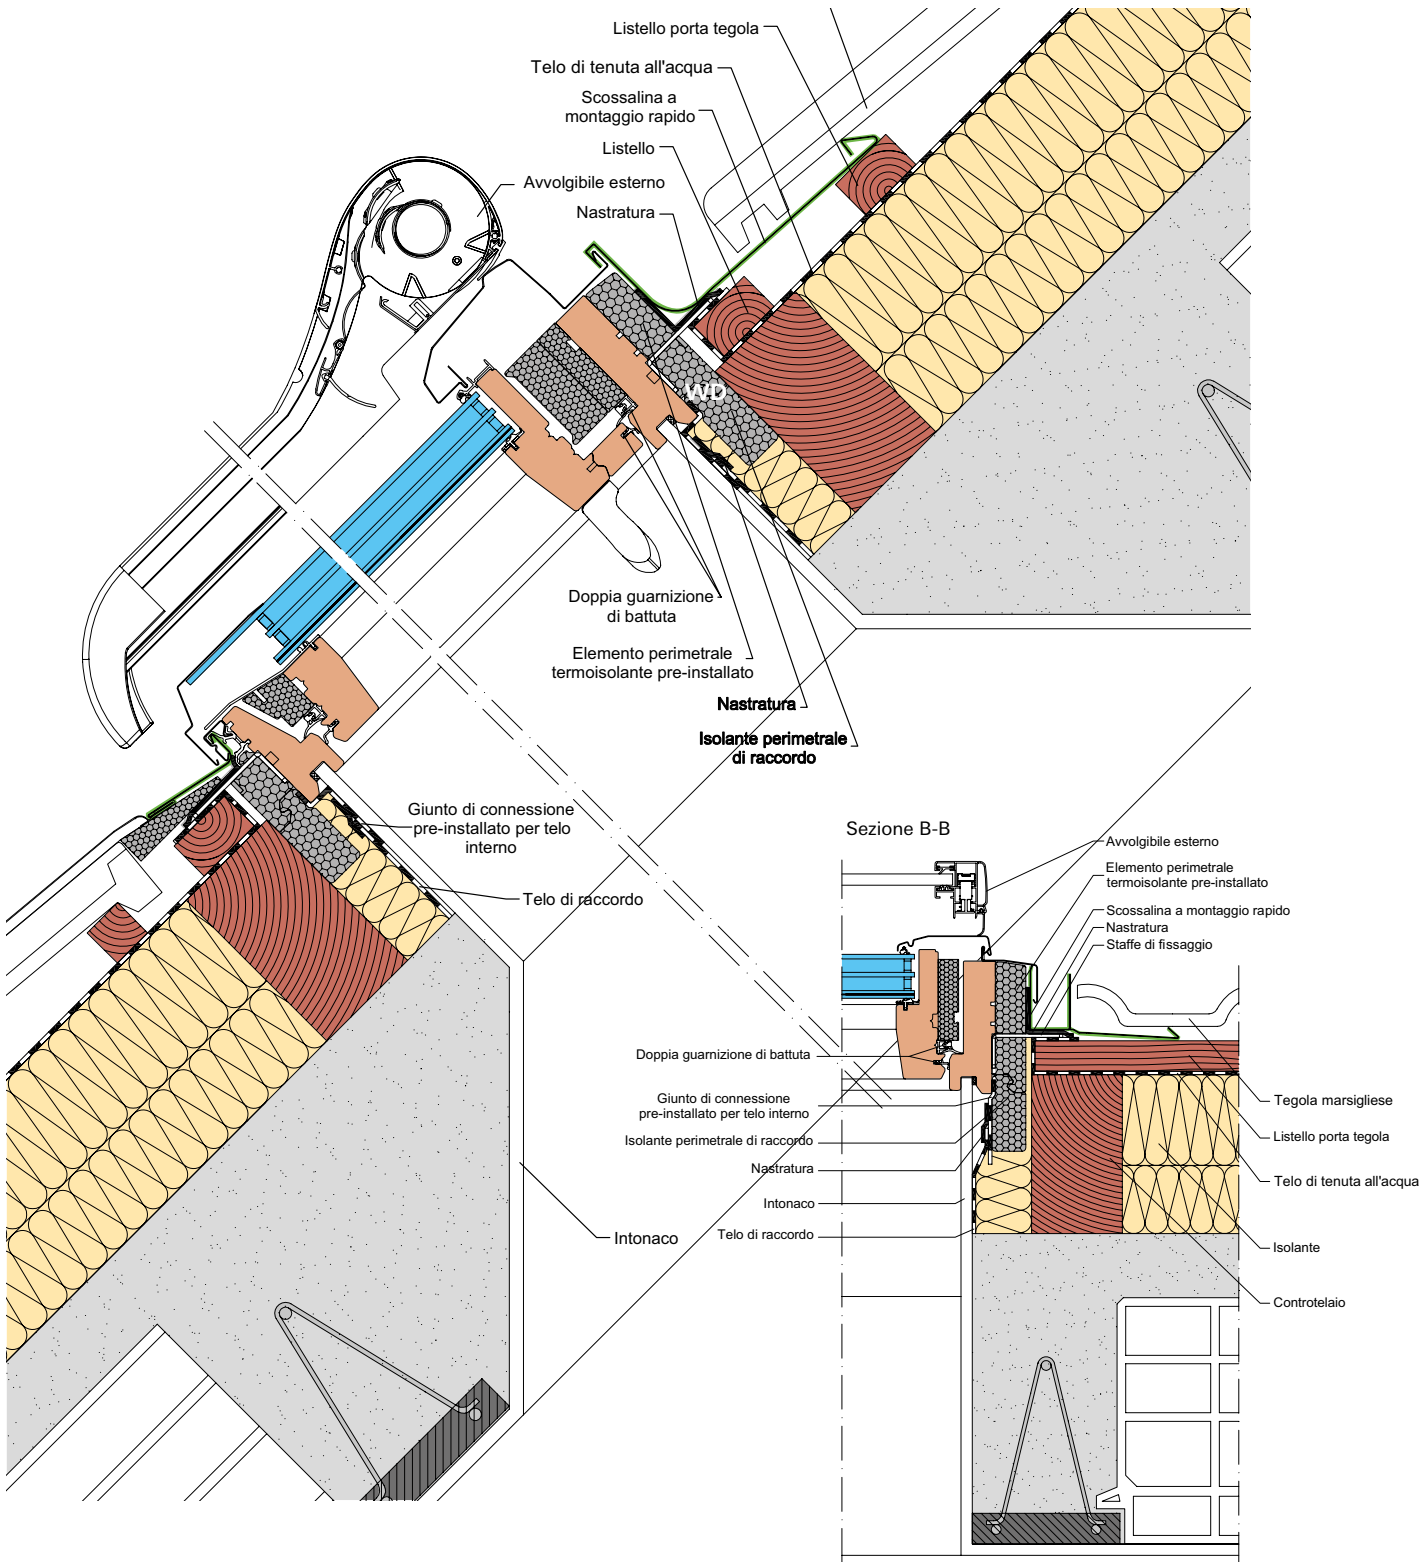 Listello porta tegola
Telo di tenuta all'acqua
Scossalina a
montaggio rapido
Listello
Avvolgibile esterno
Nastratura
WD
Doppia guarnizione
di battuta
Elemento perimetrale
termoisolante pre-installato
Nastratura
Isolante perimetrale
di raccordo
Giunto di connessione
pre-installato per telo
interno
Telo di raccordo
Intonaco
Sezione B-B
Avvolgibile esterno
Elemento perimetrale
termoisolante pre-installato
Scossalina a montaggio rapido
Nastratura
Staffe di fissaggio
Doppia guarnizione di battuta
Giunto di connessione
pre-installato per telo interno
Isolante perimetrale di raccordo
Nastratura
Intonaco
Telo di raccordo
Tegola marsigliese
Listello porta tegola
Telo di tenuta all'acqua
Isolante
Controtelaio